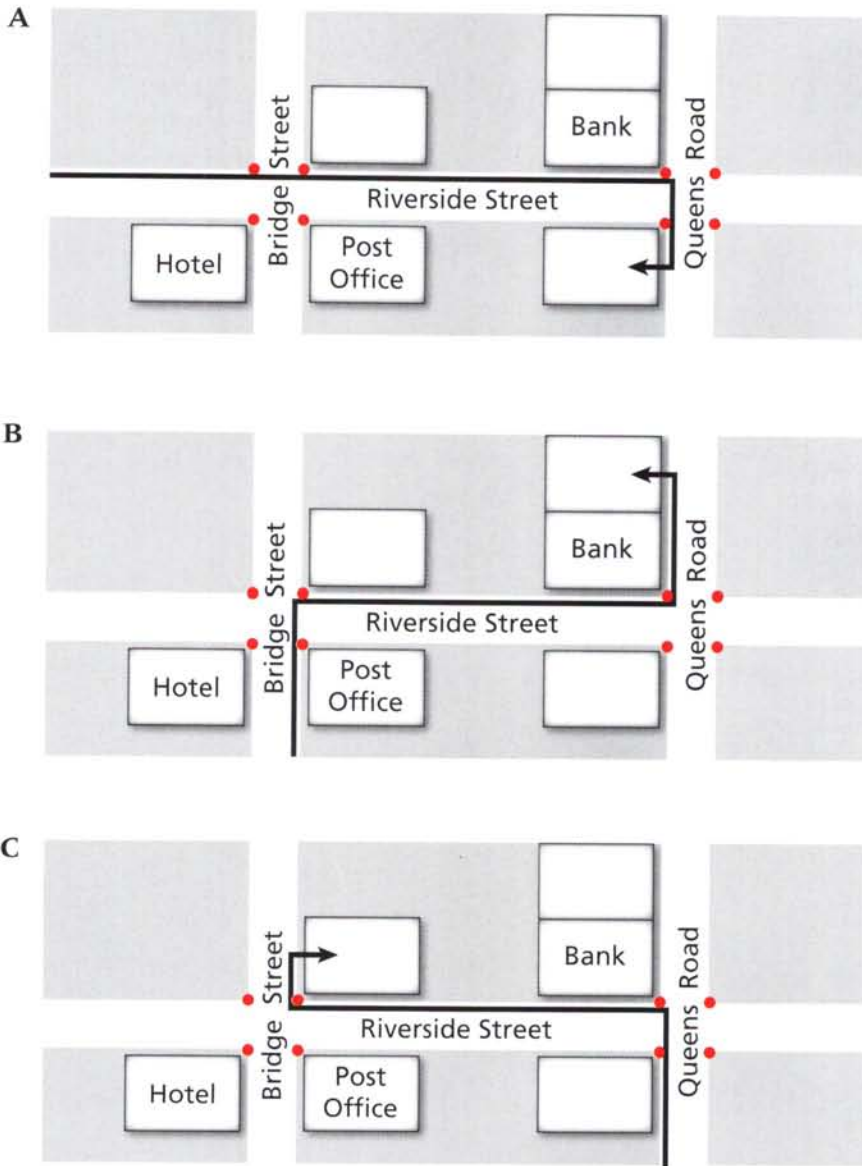 A
Bank
Bridge Street
Riverside Street
Queens Road
Hotel
Post
Office
B
Bank
Bridge Street
Riverside Street
Queens Road
Hotel
Post
Office
C
Bank
Bridge Street
Riverside Street
Queens Road
Hotel
Post
Office